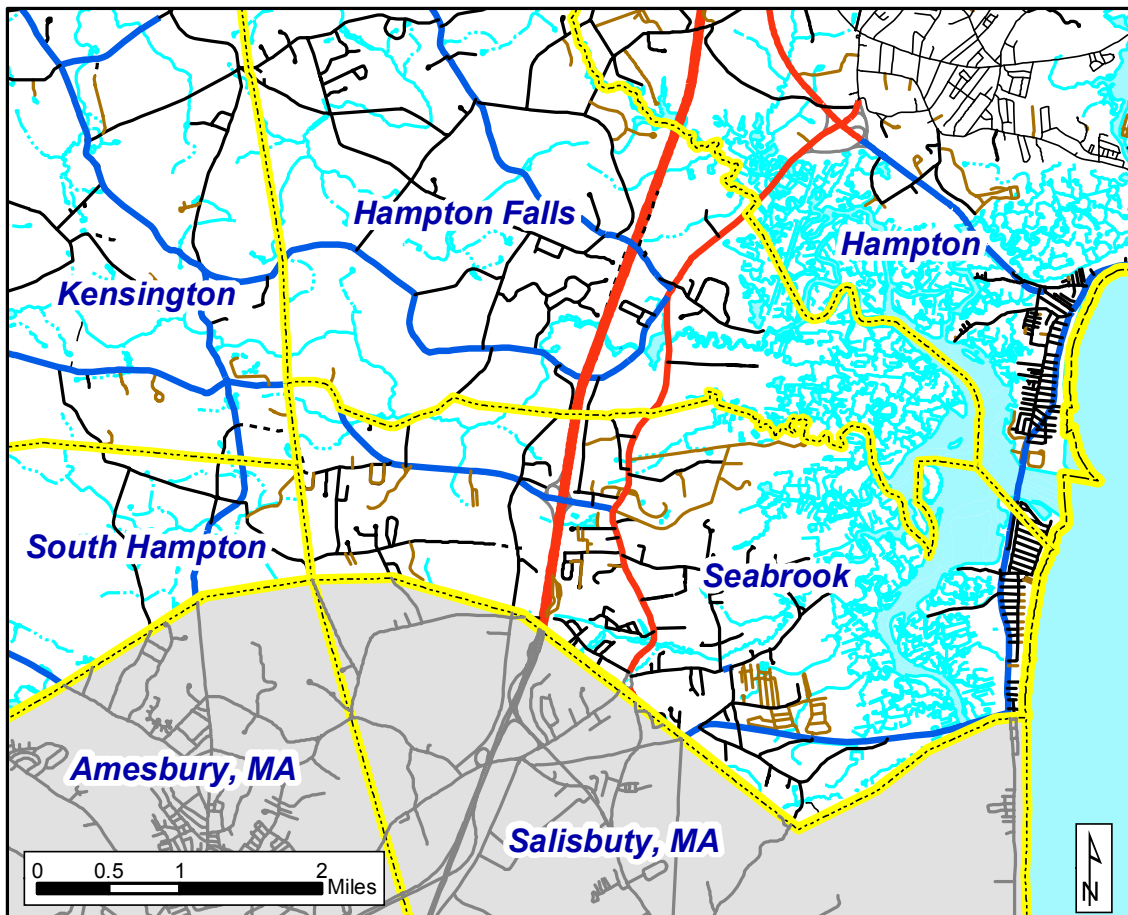 Hampton Falls
Hampton
Kensington
South Hampton
Seabrook
Amesbury, MA
Salisbuty, MA
0 0.5 1 2
Miles
N